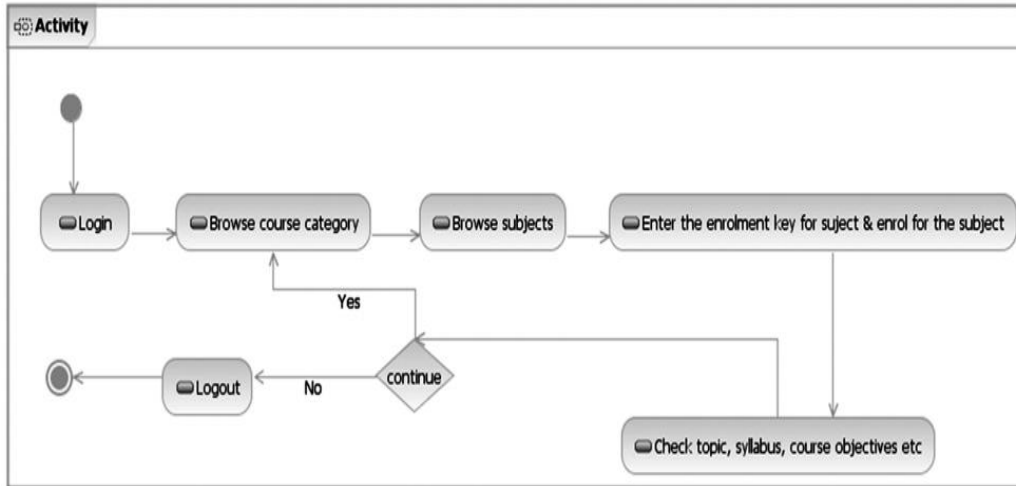 Activity
Login
Browse course category
Browse subjects
Enter the enrolment key for suject & enrol for the subject
Yes
continue
No
Logout
Check topic, syllabus, course objectives etc